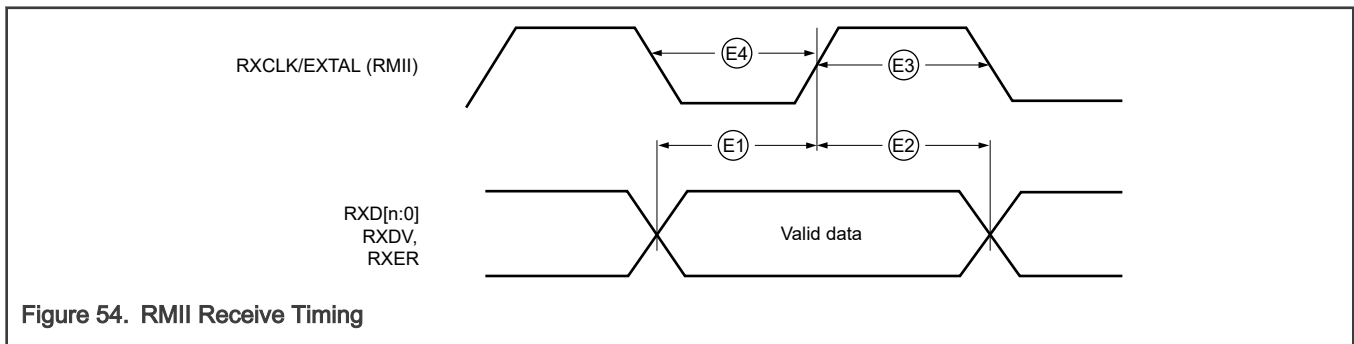 RXCLK/EXTAL (RMII)
E4
E3
E1
E2
RXD[n:0]
RXDV,
RXER
Valid data
Figure 54. RMII Receive Timing